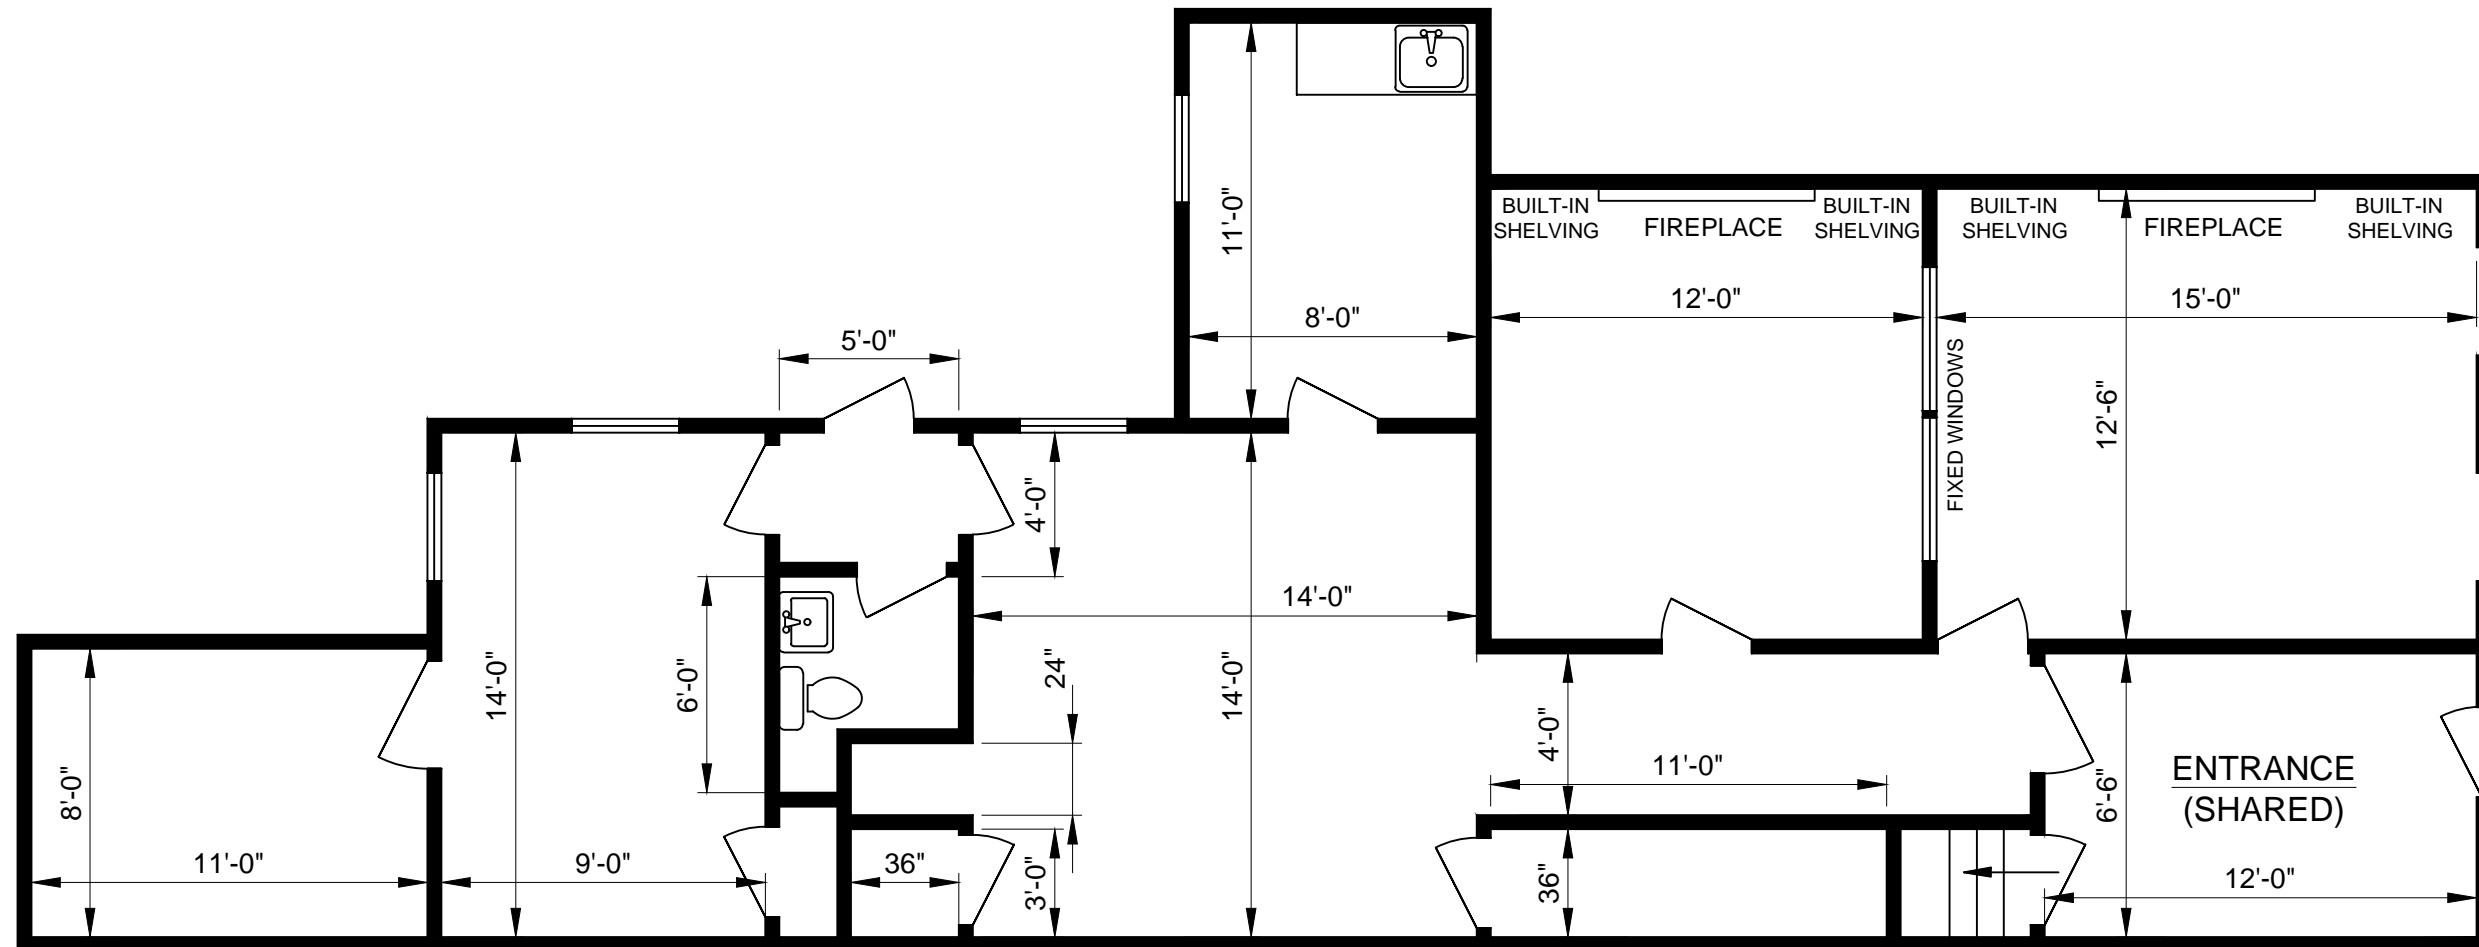 11'-0"
8'-0"
BUILT-IN
SHELVING
FIREPLACE
BUILT-IN
SHELVING
BUILT-IN
SHELVING
FIREPLACE
BUILT-IN
SHELVING
12'-0"
15'-0"
FIXED WINDOWS
12'-6"
5'-0"
4'-0"
14'-0"
14'-0"
14'-0"
6'-0"
24"
14'-0"
8'-0"
11'-0"
9'-0"
36"
3'-0"
4'-0"
11'-0"
36"
6'-6"
ENTRANCE
(SHARED)
12'-0"